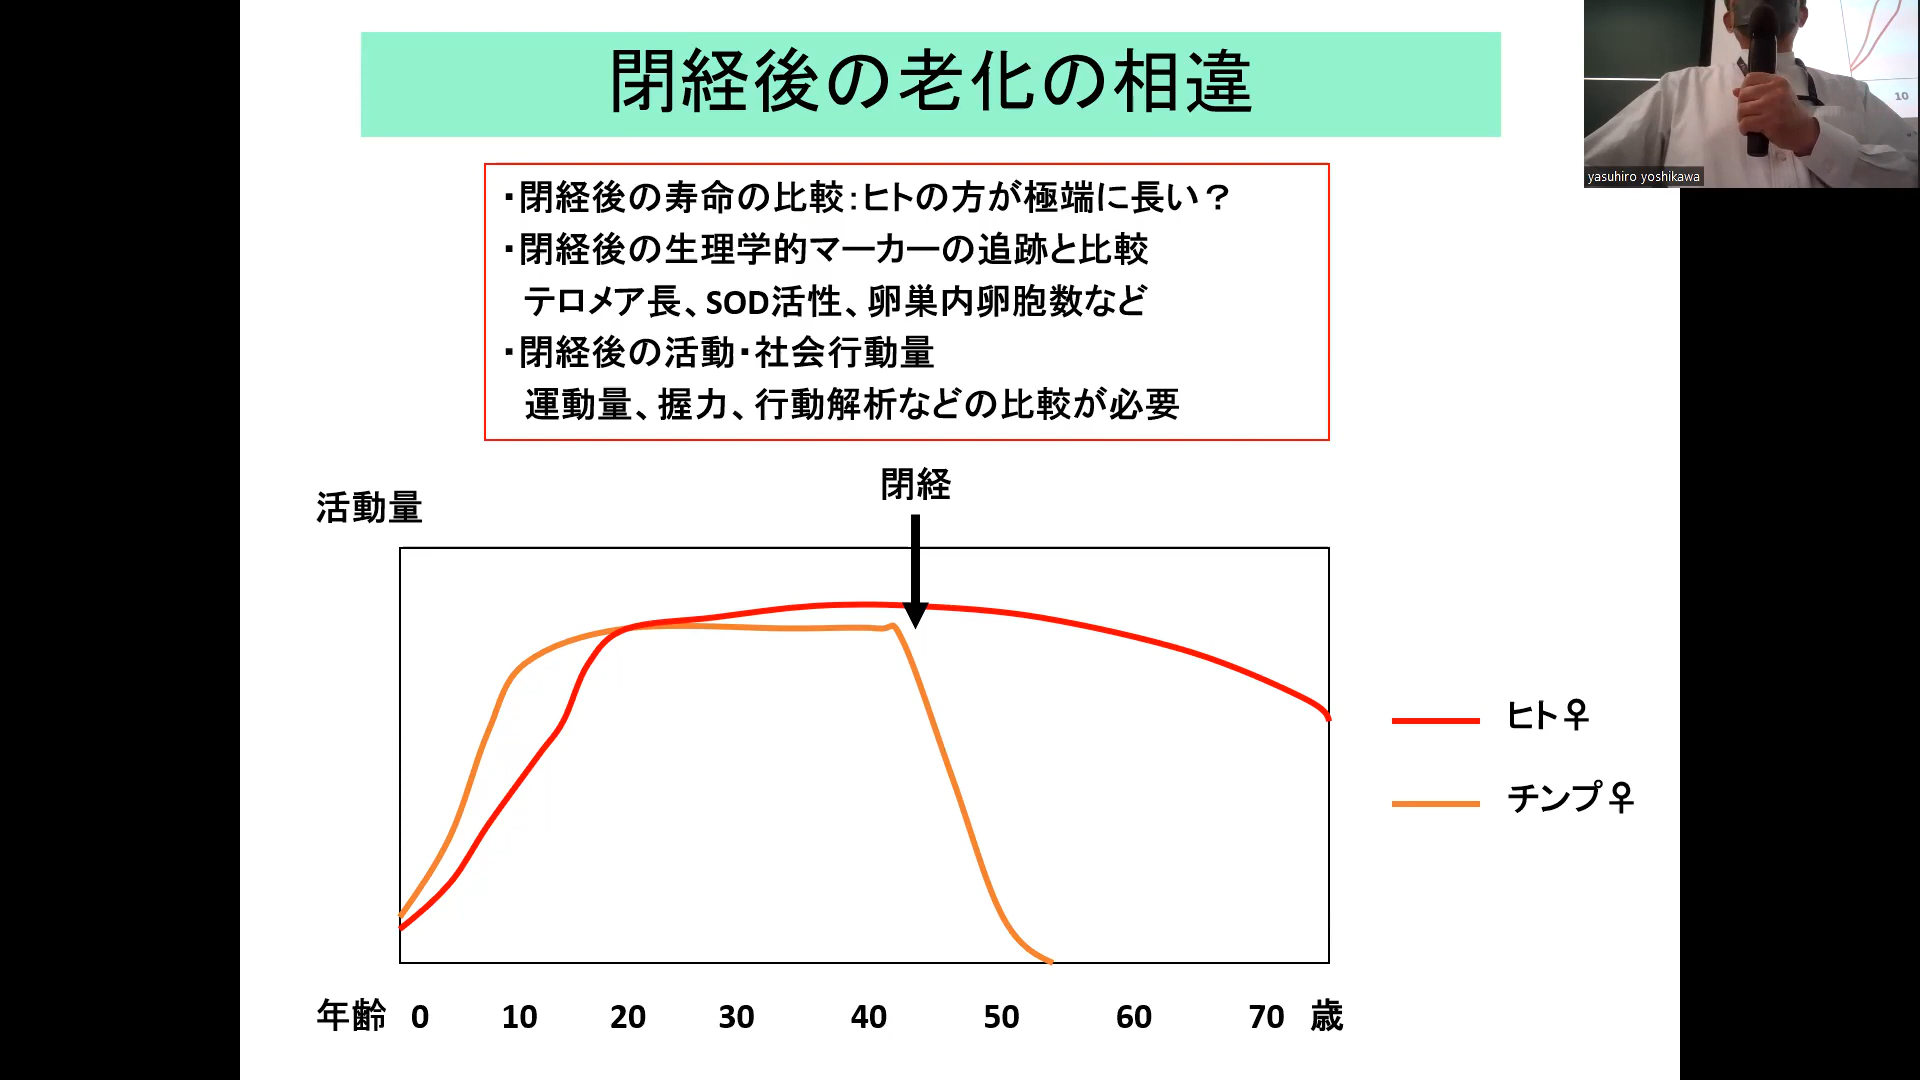 閉経後の老化の相違
・閉経後の寿命の比較：ヒトの方が極端に長い？
・閉経後の生理学的マーカーの追跡と比較
テロメア長、SOD活性、卵巣内卵胞数など
・閉経後の活動・社会行動量
運動量、握力、行動解析などの比較が必要
閉経
活動量
ヒト♀
チンプ♀
年齢 0 10 20 30 40 50 60 70 歳
10
yasuhiro yoshikawa